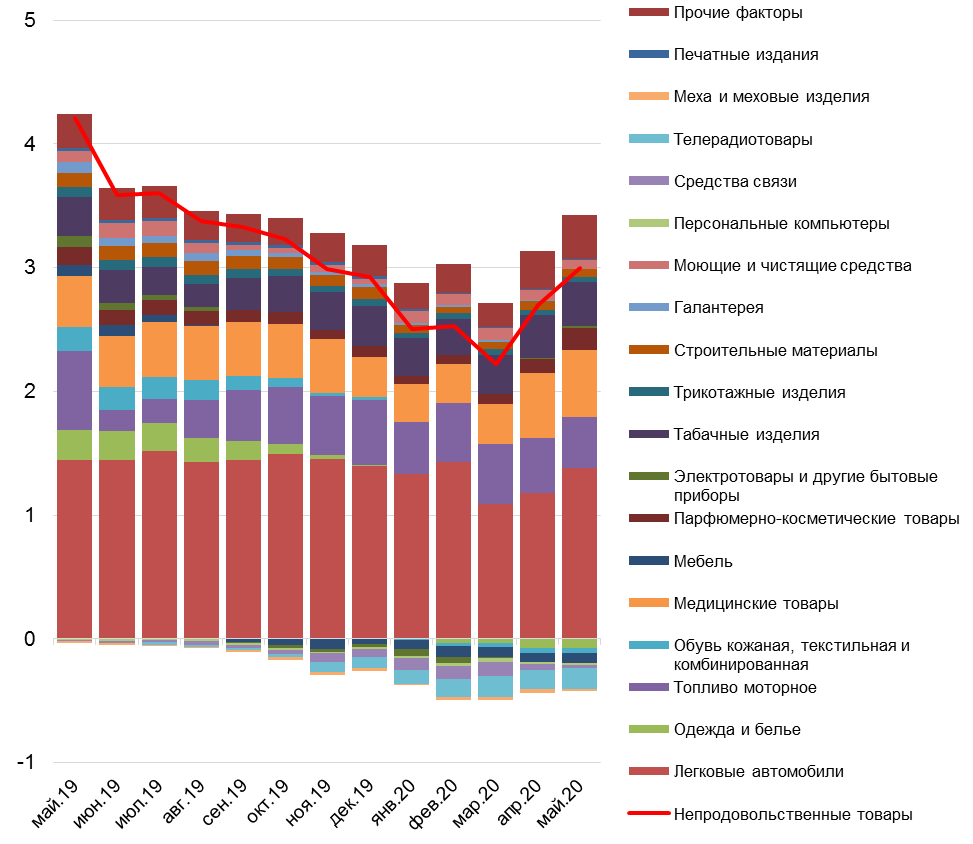 5
4
3
2
1
0
-1
май.19
июн.19
июл.19
авг.19
сен.19
окт.19
ноя.19
дек.19
янв.20
фев.20
мар.20
апр.20
май.20
Прочие факторы
Печатные издания
Меха и меховые изделия
Телерадиотовары
Средства связи
Персональные компьютеры
Моющие и чистящие средства
Галантерея
Строительные материалы
Трикотажные изделия
Табачные изделия
Электротовары и другие бытовые
приборы
Парфюмерно-косметические товары
Мебель
Медицинские товары
Обувь кожаная, текстильная и
комбинированная
Топливо моторное
Одежда и белье
Легковые автомобили
Непродовольственные товары